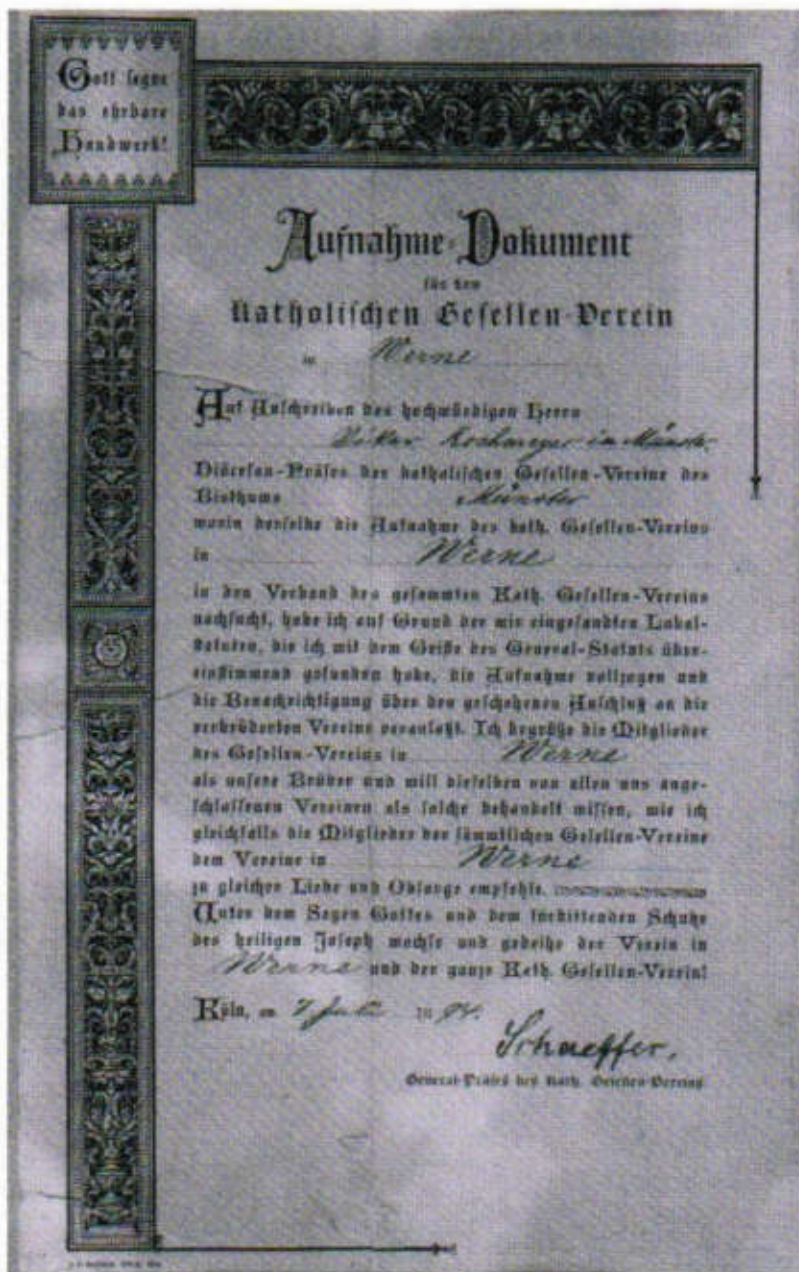 Gott segne
das ehrbare
Handwerk!
Aufnahme-Dokument
für den
Katholischen Gesellen-Verein
in Werne
Auf Anschreiben des hochwürdigen Herrn
Vikar Kochmeyer in Münster
Diöcesan-Präses der katholischen Gesellen-Vereine des
Bisthums Münster
worin derselbe die Aufnahme des kath. Gesellen-Vereins
in Werne
in den Verband des gesammten Kath. Gesellen-Vereins
nachsucht, habe ich auf Grund der mir eingesandten Lokal-
statuten, die ich mit dem Geiste des General-Statuts über-
einstimmend gefunden habe, die Aufnahme vollzogen und
die Benachrichtigung über den geschehenen Anschluß an die
verbrüderten Vereine veranlaßt. Ich begrüße die Mitglieder
des Gesellen-Vereins in Werne
als unsere Brüder und will dieselben von allen uns ange-
schlossenen Vereinen als solche behandelt wissen, wie ich
gleichfalls die Mitglieder der sämmtlichen Gesellen-Vereine
dem Vereine in Werne
zu gleicher Liebe und Obsorge empfehle.
Unter dem Segen Gottes und dem fürbittenden Schutze
des heiligen Joseph wachse und gedeihe der Verein in
Werne und der ganze Kath. Gesellen-Verein!
Köln, am 7. Juli
Schaeffer.
General-Präses des Kath. Gesellen-Vereins